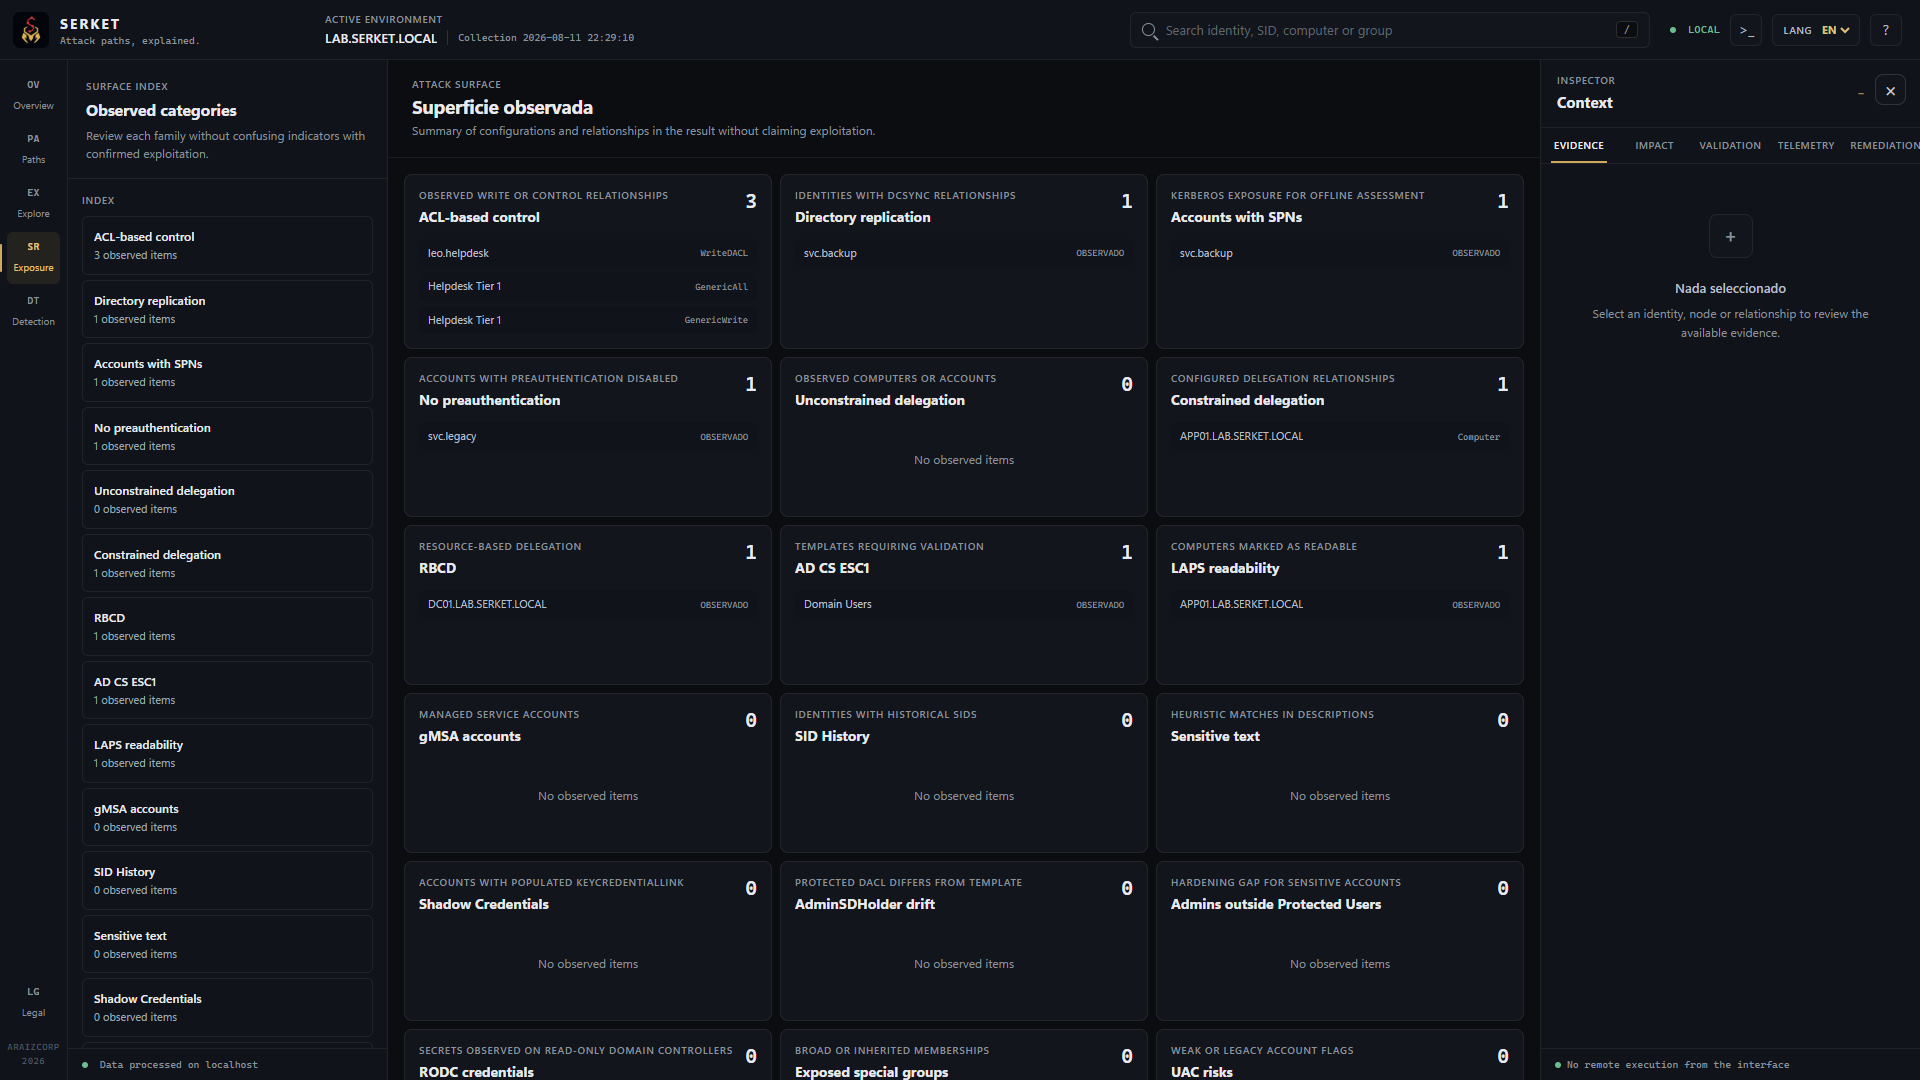 SERKET
Attack paths, explained.
ACTIVE ENVIRONMENT
LAB.SERKET.LOCAL
Collection 2026-08-11 22:29:10
Search identity, SID, computer or group
/
LOCAL
>_
LANG EN
?
OV
Overview
PA
Paths
EX
Explore
SR
Exposure
DT
Detection
LG
Legal
ARAIZCORP
2026
SURFACE INDEX
Observed categories
Review each family without confusing indicators with
confirmed exploitation.
INDEX
ACL-based control
3 observed items
Directory replication
1 observed items
Accounts with SPNs
1 observed items
No preauthentication
1 observed items
Unconstrained delegation
0 observed items
Constrained delegation
1 observed items
RBCD
1 observed items
AD CS ESC1
1 observed items
LAPS readability
1 observed items
gMSA accounts
0 observed items
SID History
0 observed items
Sensitive text
0 observed items
Shadow Credentials
0 observed items
Data processed on localhost
ATTACK SURFACE
Superficie observada
Summary of configurations and relationships in the result without claiming exploitation.
OBSERVED WRITE OR CONTROL RELATIONSHIPS
3
ACL-based control
leo.helpdesk WriteDACL
Helpdesk Tier 1 GenericAll
Helpdesk Tier 1 GenericWrite
IDENTITIES WITH DCSYNC RELATIONSHIPS
1
Directory replication
svc.backup OBSERVADO
KERBEROS EXPOSURE FOR OFFLINE ASSESSMENT
1
Accounts with SPNs
svc.backup OBSERVADO
ACCOUNTS WITH PREAUTHENTICATION DISABLED
1
No preauthentication
svc.legacy OBSERVADO
OBSERVED COMPUTERS OR ACCOUNTS
0
Unconstrained delegation
No observed items
CONFIGURED DELEGATION RELATIONSHIPS
1
Constrained delegation
APP01.LAB.SERKET.LOCAL Computer
RESOURCE-BASED DELEGATION
1
RBCD
DC01.LAB.SERKET.LOCAL OBSERVADO
TEMPLATES REQUIRING VALIDATION
1
AD CS ESC1
Domain Users OBSERVADO
COMPUTERS MARKED AS READABLE
1
LAPS readability
APP01.LAB.SERKET.LOCAL OBSERVADO
MANAGED SERVICE ACCOUNTS
0
gMSA accounts
No observed items
IDENTITIES WITH HISTORICAL SIDS
0
SID History
No observed items
HEURISTIC MATCHES IN DESCRIPTIONS
0
Sensitive text
No observed items
ACCOUNTS WITH POPULATED KEYCREDENTIALLINK
0
Shadow Credentials
No observed items
PROTECTED DACL DIFFERS FROM TEMPLATE
0
AdminSDHolder drift
No observed items
HARDENING GAP FOR SENSITIVE ACCOUNTS
0
Admins outside Protected Users
No observed items
SECRETS OBSERVED ON READ-ONLY DOMAIN CONTROLLERS
0
RODC credentials
BROAD OR INHERITED MEMBERSHIPS
0
Exposed special groups
WEAK OR LEGACY ACCOUNT FLAGS
0
UAC risks
INSPECTOR
Context
EVIDENCE IMPACT VALIDATION TELEMETRY REMEDIATION
+
Nada seleccionado
Select an identity, node or relationship to review the
available evidence.
No remote execution from the interface